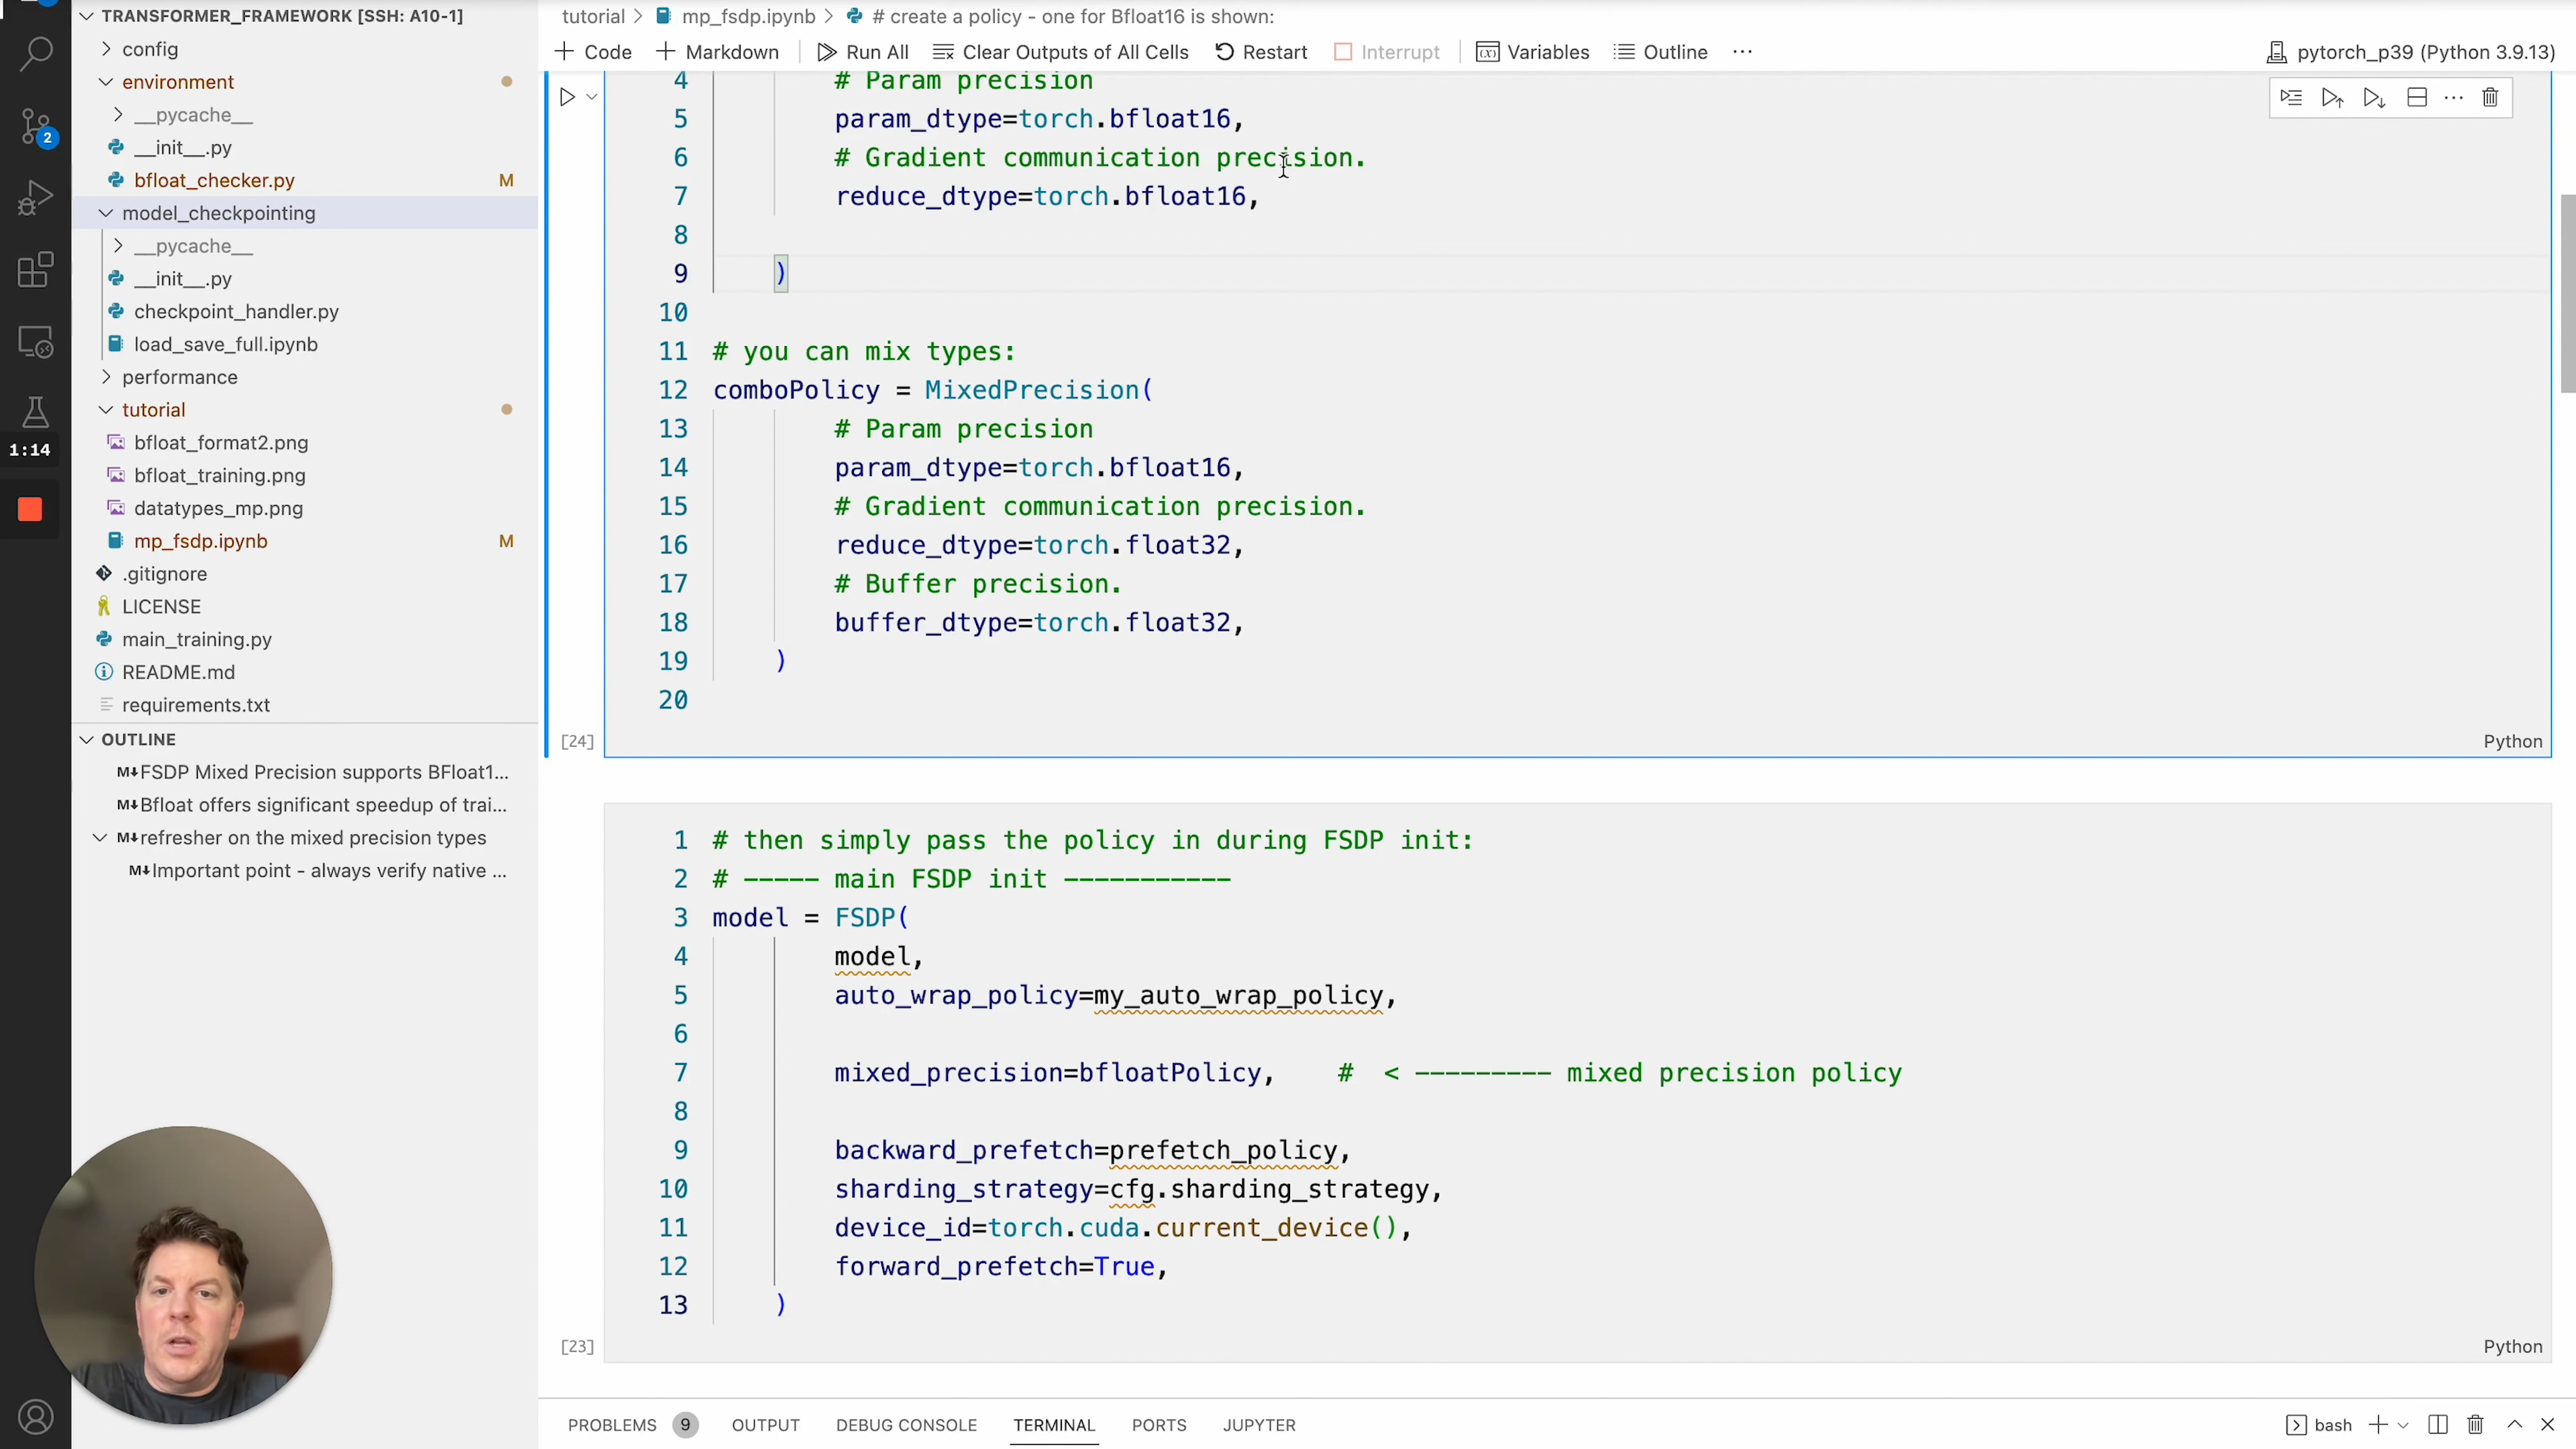 TRANSFORMER_FRAMEWORK [SSH: A10-1]
config
environment
__pycache__
__init__.py
bfloat_checker.py M
model_checkpointing
__pycache__
__init__.py
checkpoint_handler.py
load_save_full.ipynb
performance
tutorial
bfloat_format2.png
bfloat_training.png
datatypes_mp.png
mp_fsdp.ipynb M
.gitignore
LICENSE
main_training.py
README.md
requirements.txt
OUTLINE
M↓FSDP Mixed Precision supports BFloat1...
M↓Bfloat offers significant speedup of trai...
M↓refresher on the mixed precision types
M↓Important point - always verify native ...
2
1:14
tutorial > mp_fsdp.ipynb > # create a policy - one for Bfloat16 is shown:
+ Code + Markdown Run All Clear Outputs of All Cells Restart Interrupt Variables Outline ... pytorch_p39 (Python 3.9.13)
4 # Param precision
5 param_dtype=torch.bfloat16,
6 # Gradient communication precision.
7 reduce_dtype=torch.bfloat16,
8
9 )
10
11 # you can mix types:
12 comboPolicy = MixedPrecision(
13 # Param precision
14 param_dtype=torch.bfloat16,
15 # Gradient communication precision.
16 reduce_dtype=torch.float32,
17 # Buffer precision.
18 buffer_dtype=torch.float32,
19 )
20
[24] Python
1 # then simply pass the policy in during FSDP init:
2 # ----- main FSDP init -----------
3 model = FSDP(
4 model,
5 auto_wrap_policy=my_auto_wrap_policy,
6
7 mixed_precision=bfloatPolicy, # < --------- mixed precision policy
8
9 backward_prefetch=prefetch_policy,
10 sharding_strategy=cfg.sharding_strategy,
11 device_id=torch.cuda.current_device(),
12 forward_prefetch=True,
13 )
[23] Python
PROBLEMS 9 OUTPUT DEBUG CONSOLE TERMINAL PORTS JUPYTER bash